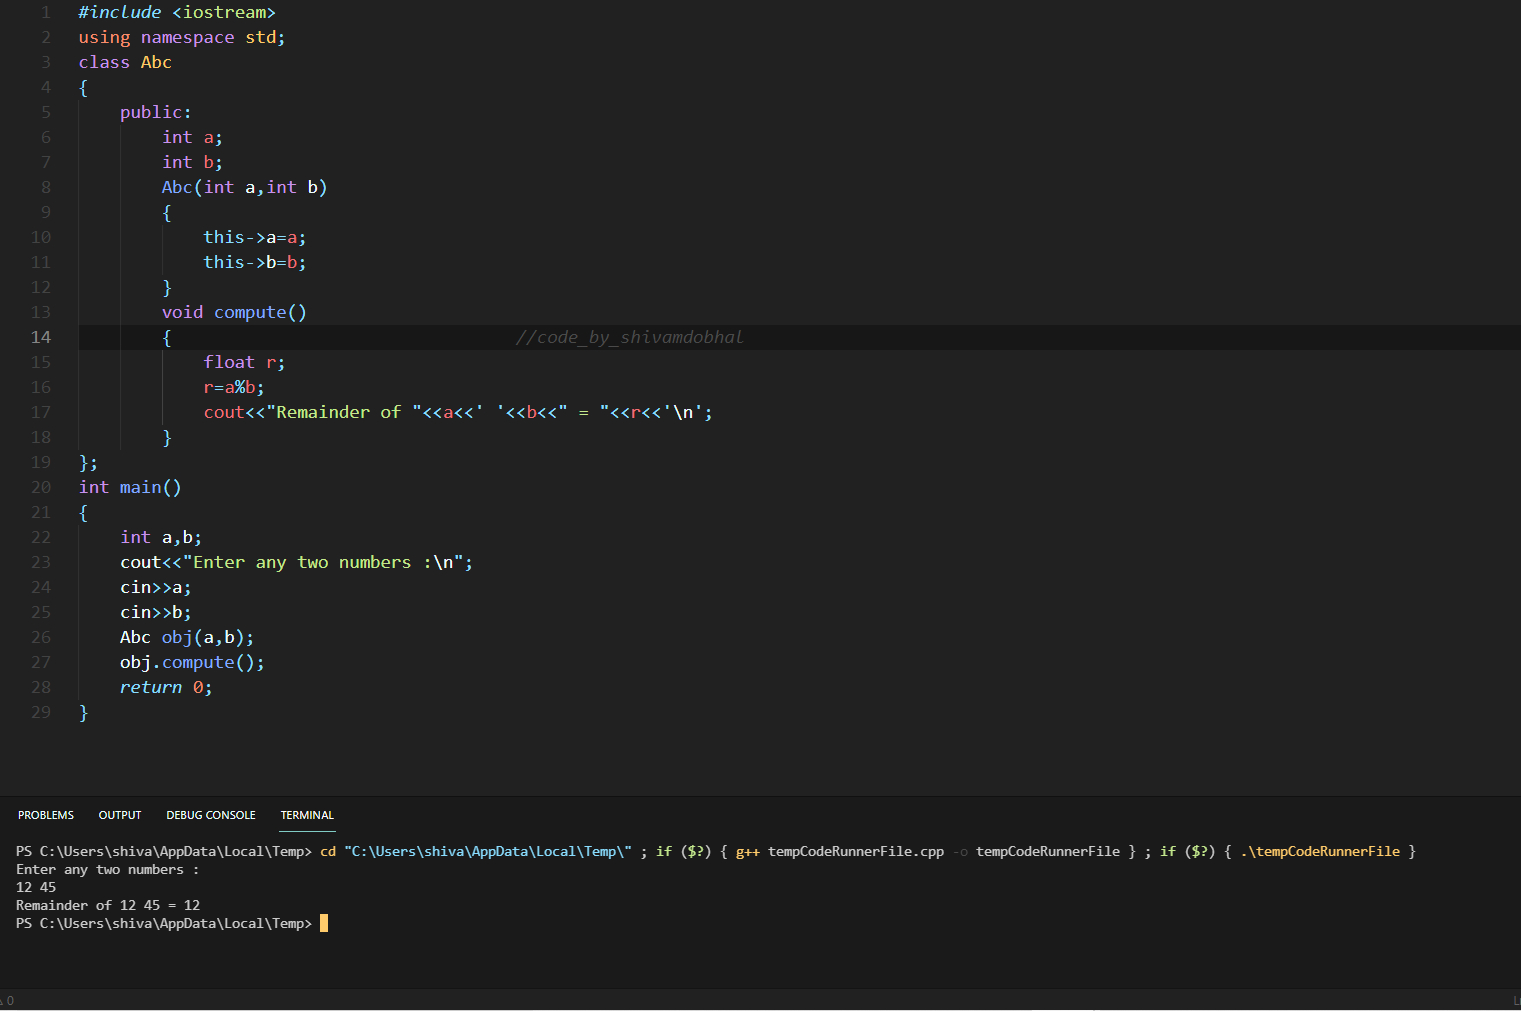 1 #include <iostream>
2 using namespace std;
3 class Abc
4 {
5 public:
6 int a;
7 int b;
8 Abc(int a,int b)
9 {
10 this->a=a;
11 this->b=b;
12 }
13 void compute()
14 { //code_by_shivamdobhal
15 float r;
16 r=a%b;
17 cout<<"Remainder of "<<a<<' '<<b<<" = "<<r<<'\n';
18 }
19 };
20 int main()
21 {
22 int a,b;
23 cout<<"Enter any two numbers :\n";
24 cin>>a;
25 cin>>b;
26 Abc obj(a,b);
27 obj.compute();
28 return 0;
29 }
PROBLEMS OUTPUT DEBUG CONSOLE TERMINAL
PS C:\Users\shiva\AppData\Local\Temp> cd "C:\Users\shiva\AppData\Local\Temp\" ; if ($?) { g++ tempCodeRunnerFile.cpp -o tempCodeRunnerFile } ; if ($?) { .\tempCodeRunnerFile }
Enter any two numbers :
12 45
Remainder of 12 45 = 12
PS C:\Users\shiva\AppData\Local\Temp>
0